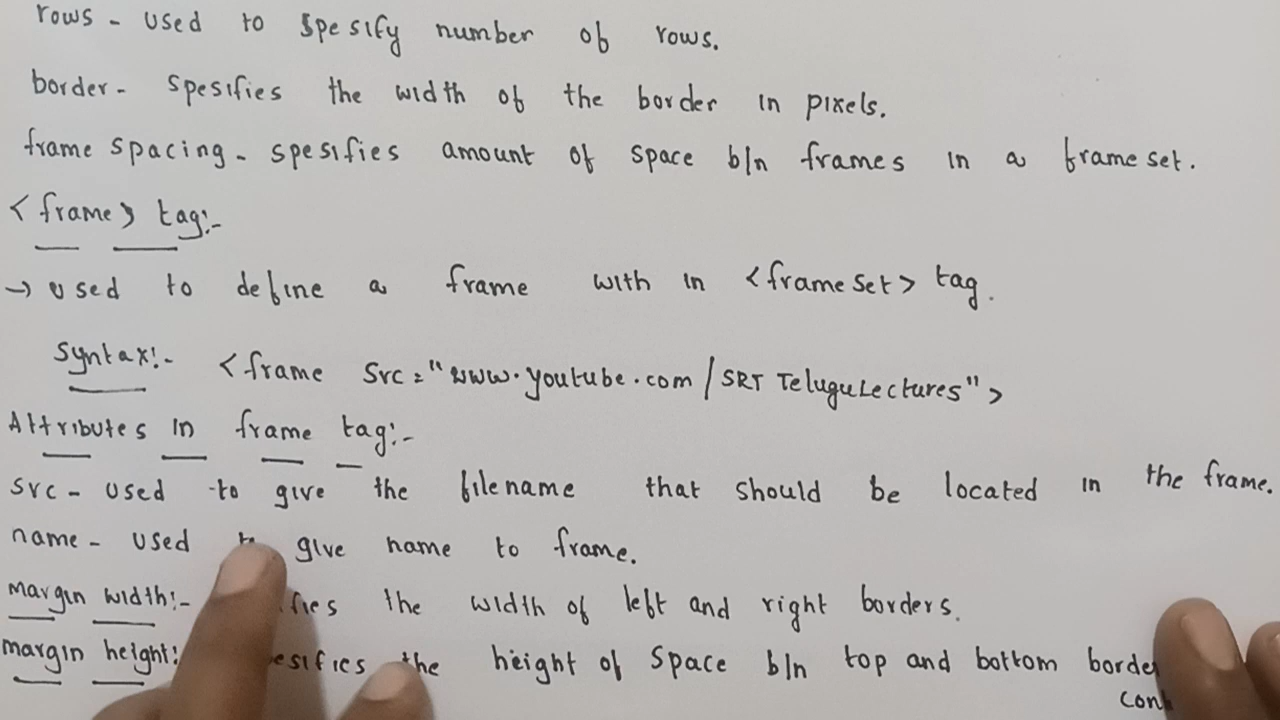 rows - used to spesify number of rows.
border - spesifies the width of the border in pixels.
frame spacing - spesifies amount of space b/n frames in a frameset.
<frame> tag:-
→ used to define a frame with in <frameset> tag.
Syntax:- <frame Src="www.youtube.com/SRT TeluguLectures">
Attributes in frame tag:-
src - used to give the filename that should be located in the frame.
name - used to give name to frame.
margin width:- the width of left and right borders.
margin height: the height of space b/n top and bottom